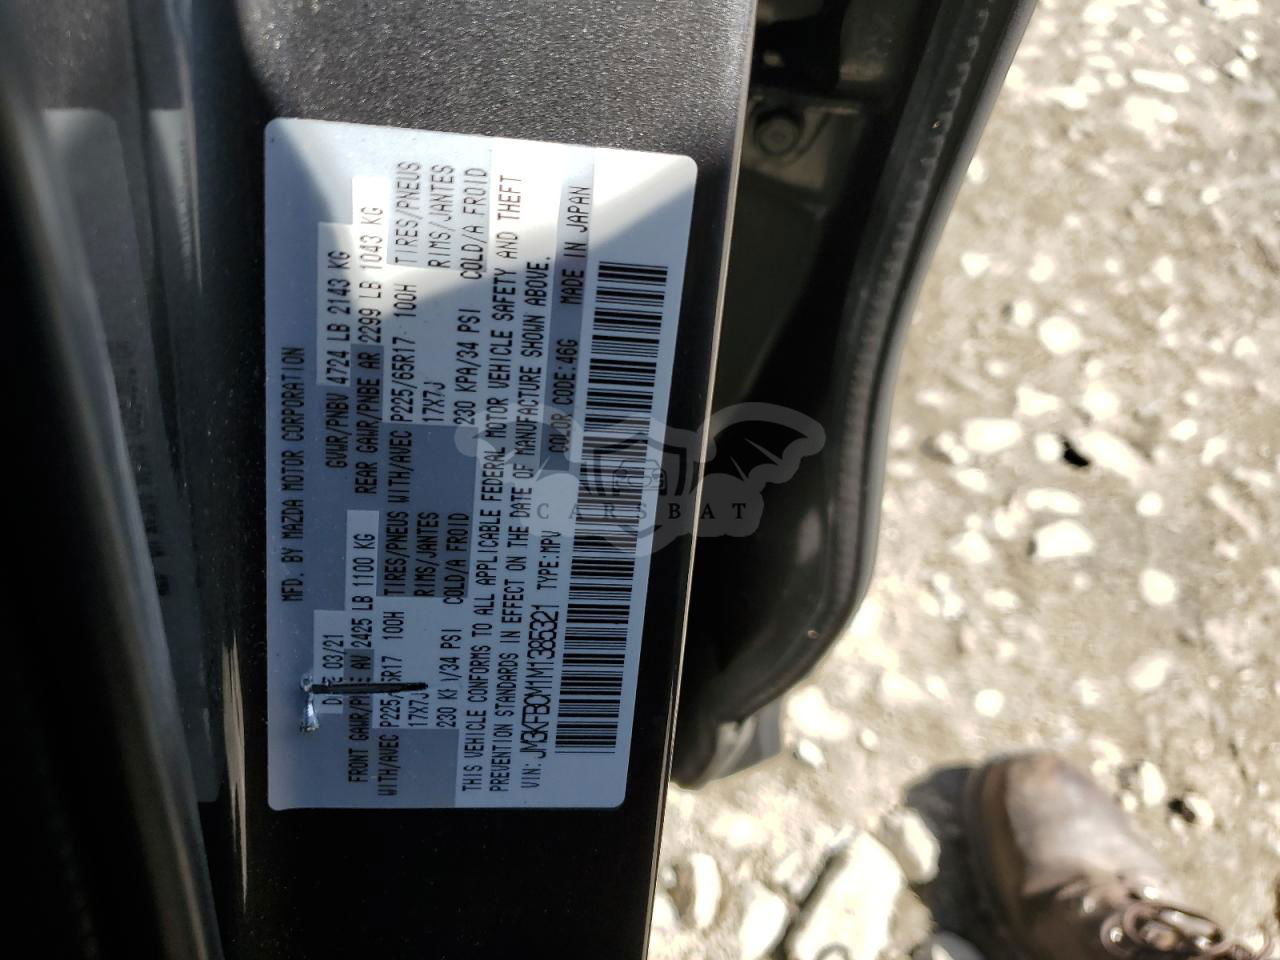 MFD. BY MAZDA MOTOR CORPORATION
03/21 GVWR/PNBV 4724 LB 2143 KG
FRONT GAWR/ AV 2425 LB 1100 KG REAR GAWR/PNBE AR 2299 LB 1043 KG
WITH/AVEC P225/65R17 100H TIRES/PNEUS WITH/AVEC P225/65R17 100H TIRES/PNEUS
17X7J RIMS/JANTES 17X7J RIMS/JANTES
230 /34 PSI COLD/A FROID 230 KPA/34 PSI COLD/A FROID
THIS VEHICLE CONFORMS TO ALL APPLICABLE FEDERAL MOTOR VEHICLE SAFETY AND THEFT
PREVENTION STANDARDS IN EFFECT ON THE DATE OF MANUFACTURE SHOWN ABOVE.
VIN: JM3KFBCM1M1385321 TYPE:MPV COLOR CODE:46G MADE IN JAPAN
CARSBAT